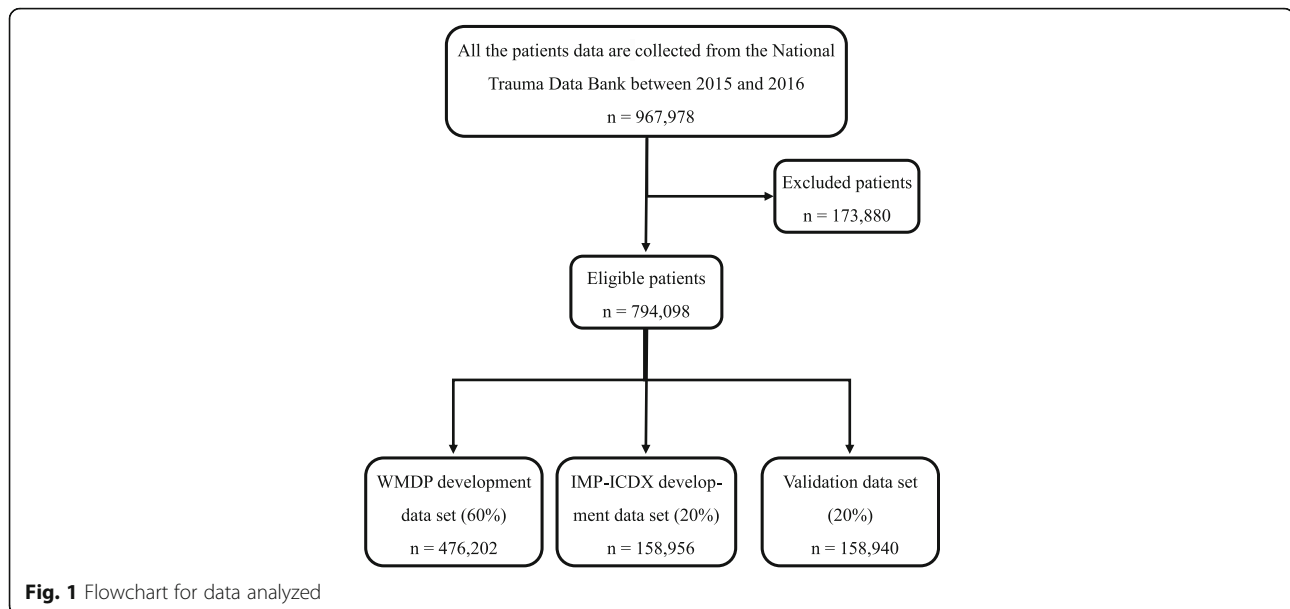 All the patients data are collected from the National
Trauma Data Bank between 2015 and 2016
n = 967,978
Excluded patients
n = 173,880
Eligible patients
n = 794,098
WMDP development
data set (60%)
n = 476,202
IMP-ICDX develop-
ment data set (20%)
n = 158,956
Validation data set
(20%)
n = 158,940
Fig. 1 Flowchart for data analyzed